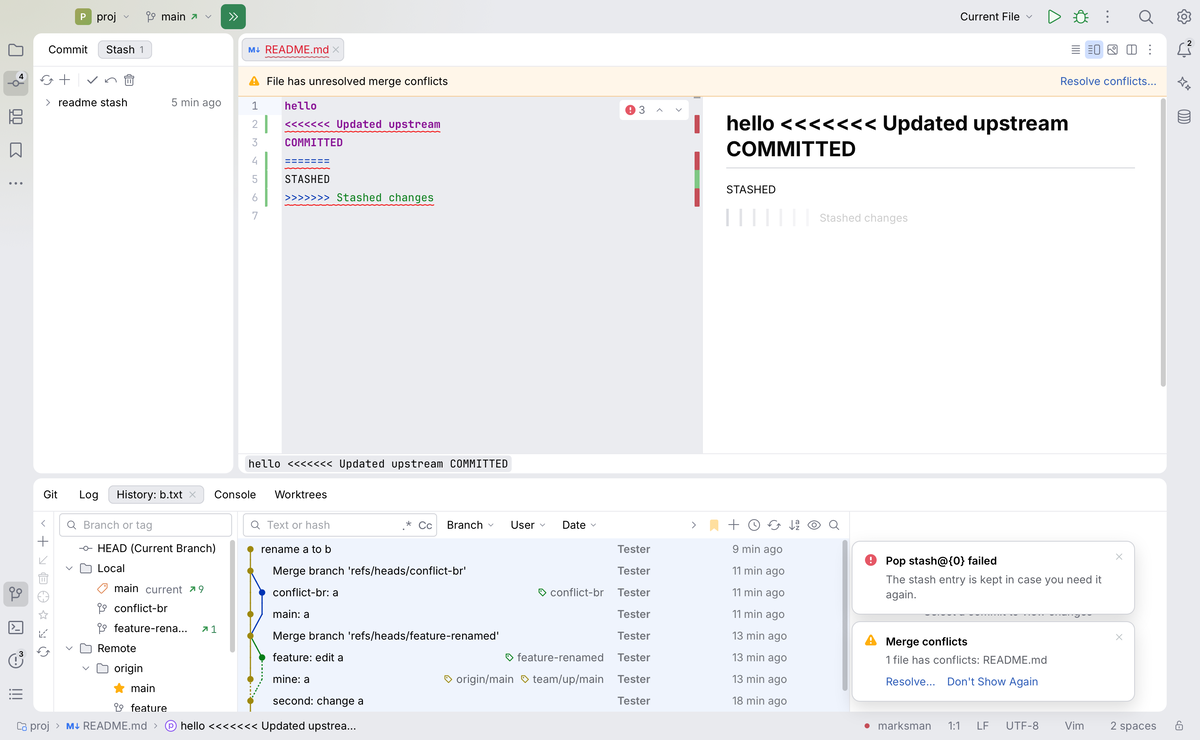 P proj main
Current File
Commit Stash 1
4
readme stash 5 min ago
M↓ README.md
2
File has unresolved merge conflicts Resolve conflicts...
1 hello
2 <<<<<<< Updated upstream
3 COMMITTED
4 =======
5 STASHED
6 >>>>>>> Stashed changes
7
3
hello <<<<<<< Updated upstream
COMMITTED
STASHED
Stashed changes
hello <<<<<<< Updated upstream COMMITTED
Git Log History: b.txt Console Worktrees
Branch or tag
HEAD (Current Branch)
Local
main current 9
conflict-br
feature-rena... 1
Remote
origin
main
feature
3
Text or hash .* Cc Branch User Date
rename a to b Tester 9 min ago
Merge branch 'refs/heads/conflict-br' Tester 11 min ago
conflict-br: a conflict-br Tester 11 min ago
main: a Tester 11 min ago
Merge branch 'refs/heads/feature-renamed' Tester 13 min ago
feature: edit a feature-renamed Tester 13 min ago
mine: a origin/main team/up/main Tester 13 min ago
second: change a Tester 18 min ago
Pop stash@{0} failed
The stash entry is kept in case you need it
again.
Merge conflicts
1 file has conflicts: README.md
Resolve... Don't Show Again
proj M↓ README.md P hello <<<<<<< Updated upstrea... marksman 1:1 LF UTF-8 Vim 2 spaces